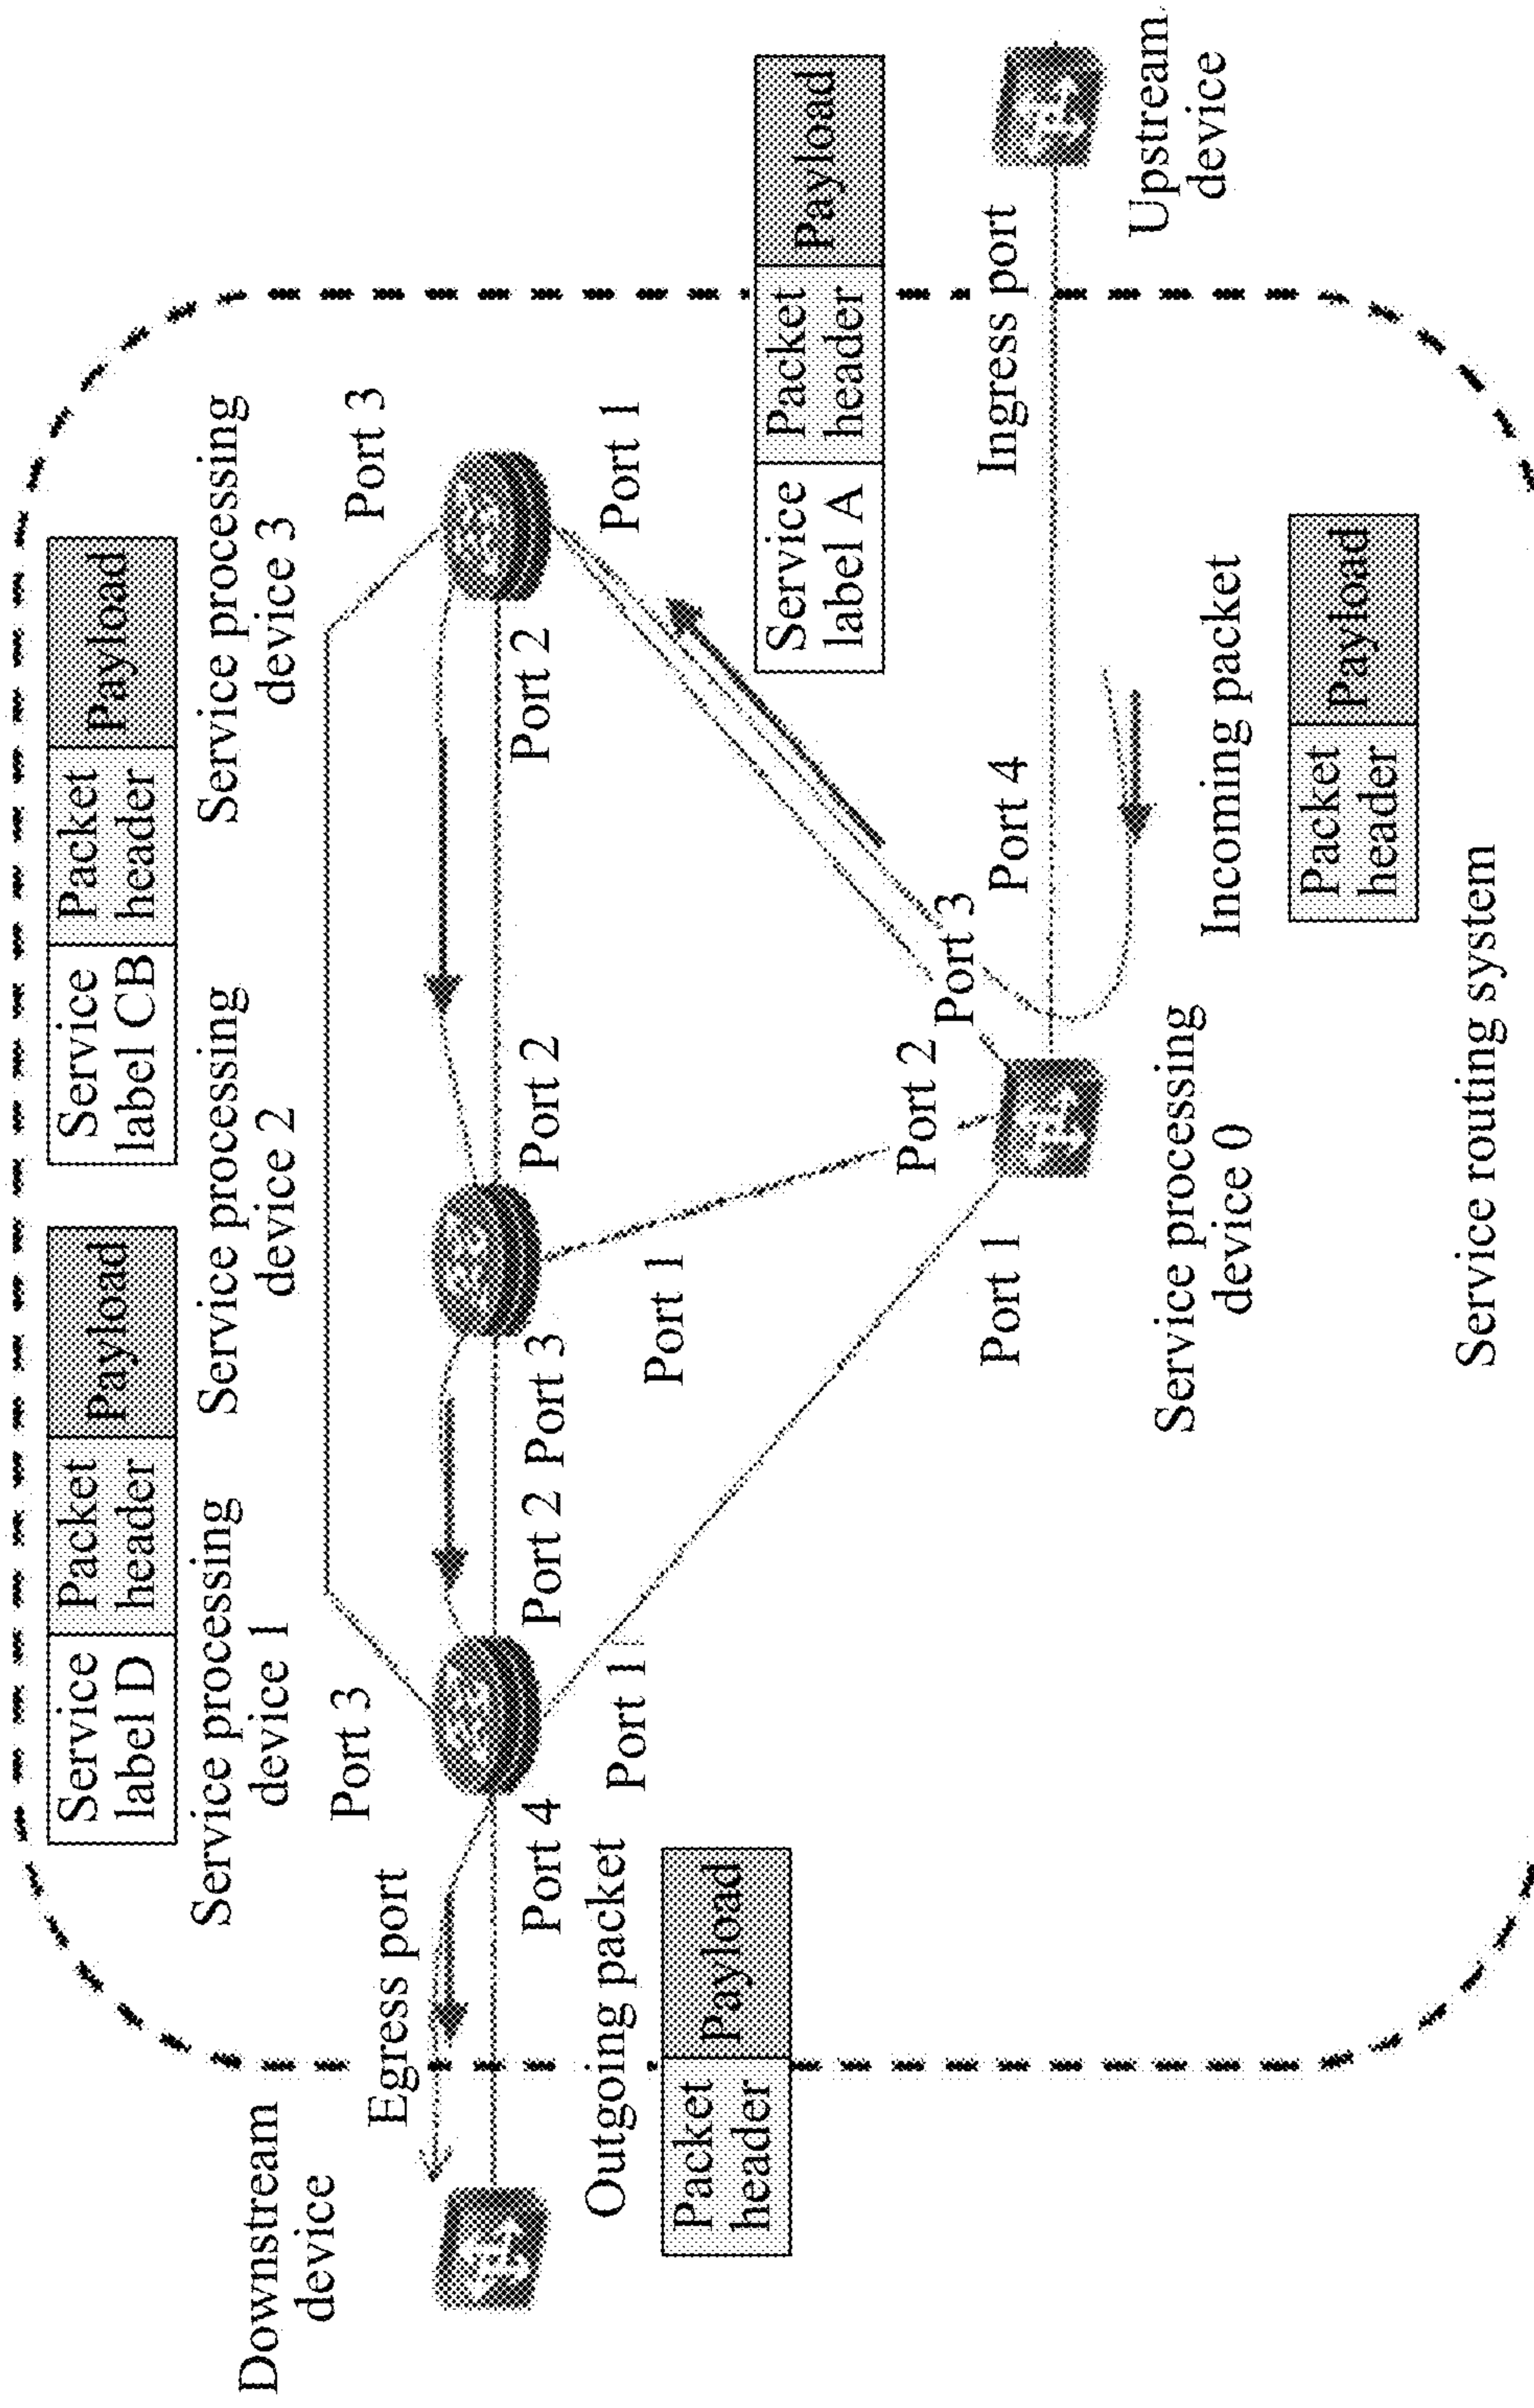 Downstream
device
Service
label D
Packet
header
Payload
Service
label CB
Packet
header
Payload
Service processing
device 1
Service processing
device 2
Service processing
device 3
Port 3
Port 3
Egress port
Port 4
Port 2
Port 3
Port 2
Port 2
Port 1
Outgoing packet
Port 1
Port 1
Packet
header
Payload
Service
label A
Packet
header
Payload
Port 2
Port 3
Port 1
Port 4
Ingress port
Upstream
device
Service processing
device 0
Incoming packet
Packet
header
Payload
Service routing system